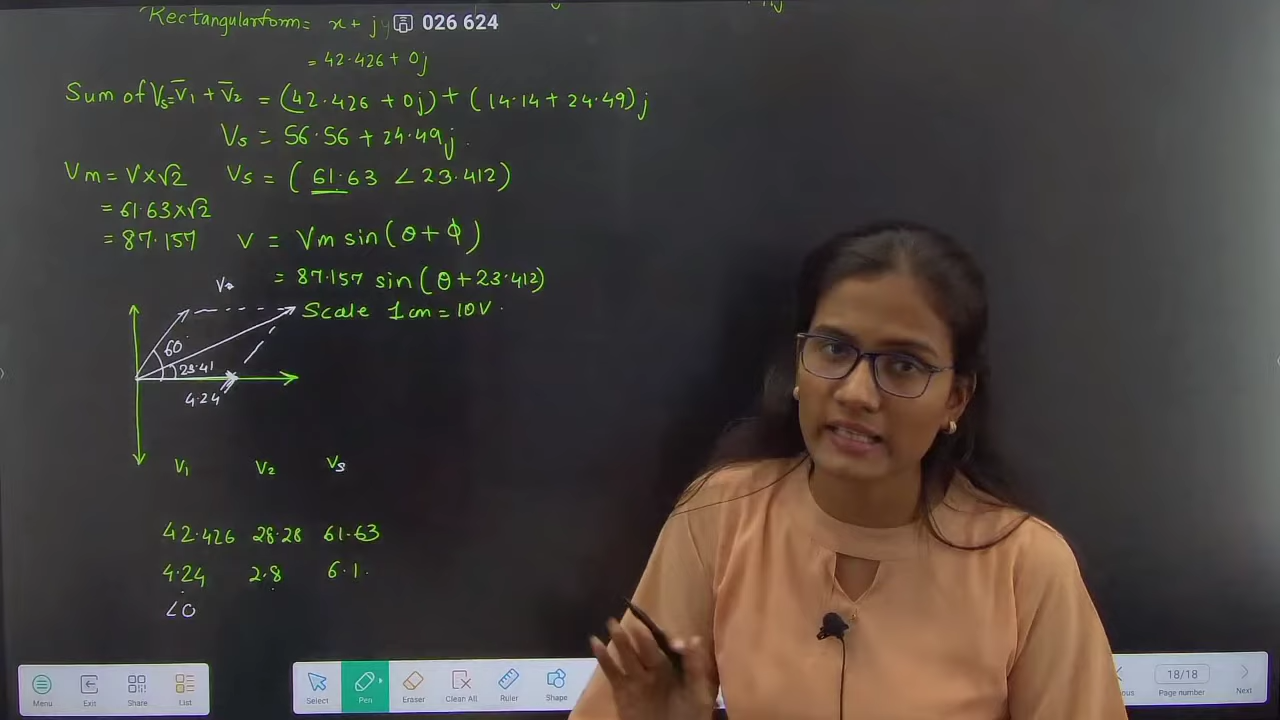 Rectangularform = x + jy 026 624
= 42.426 + 0j
Sum of Vs = V̄1 + V̄2 = (42.426 + 0j) + (14.14 + 24.49)j
Vs = 56.56 + 24.49j.
Vm = V×√2 Vs = ( 61.63 ∠ 23.412)
= 61.63×√2
= 87.157 v = Vm sin(θ+ϕ)
V2 = 87.157 sin(θ+23.412)
Scale 1cm = 10V.
60°
23.41
4.24
V1 V2 Vs
42.426 28.28 61.63
4.24 2.8 6.1.
∠0
Menu Exit Share List Select Pen Eraser Clean All Ruler Shape 18/18 Page number Next